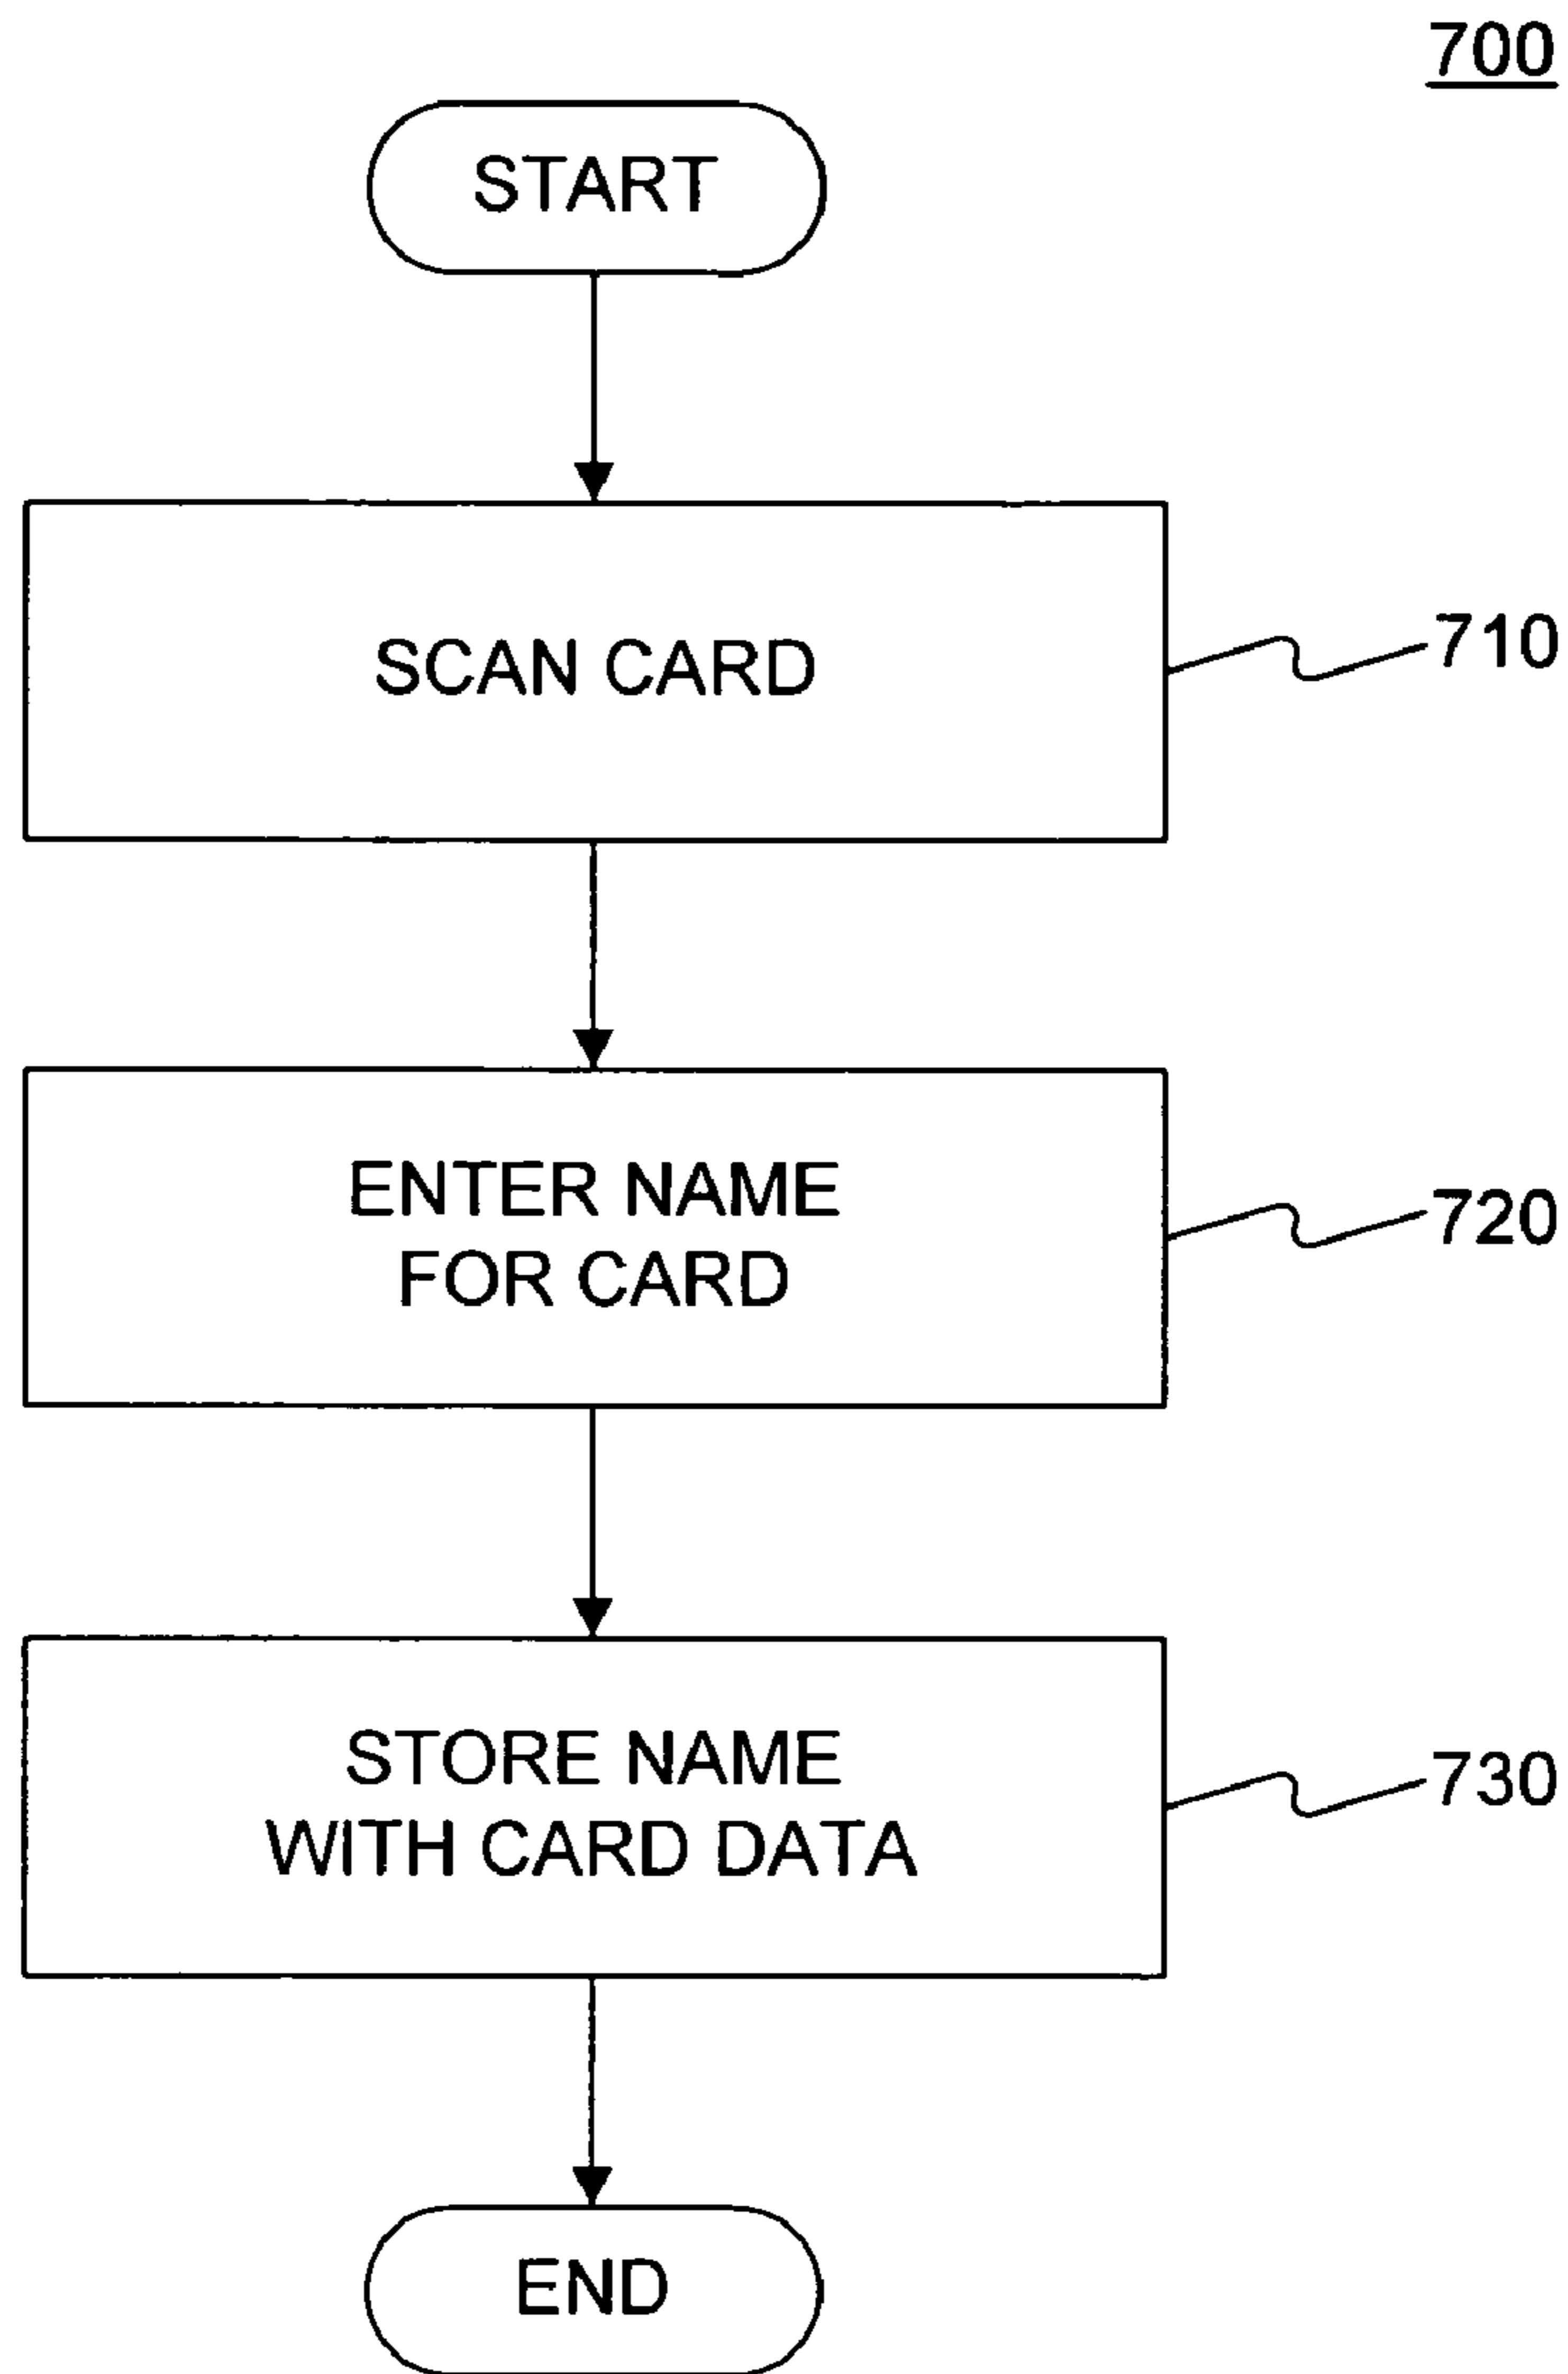 700
START
SCAN CARD
710
ENTER NAME
FOR CARD
720
STORE NAME
WITH CARD DATA
730
END